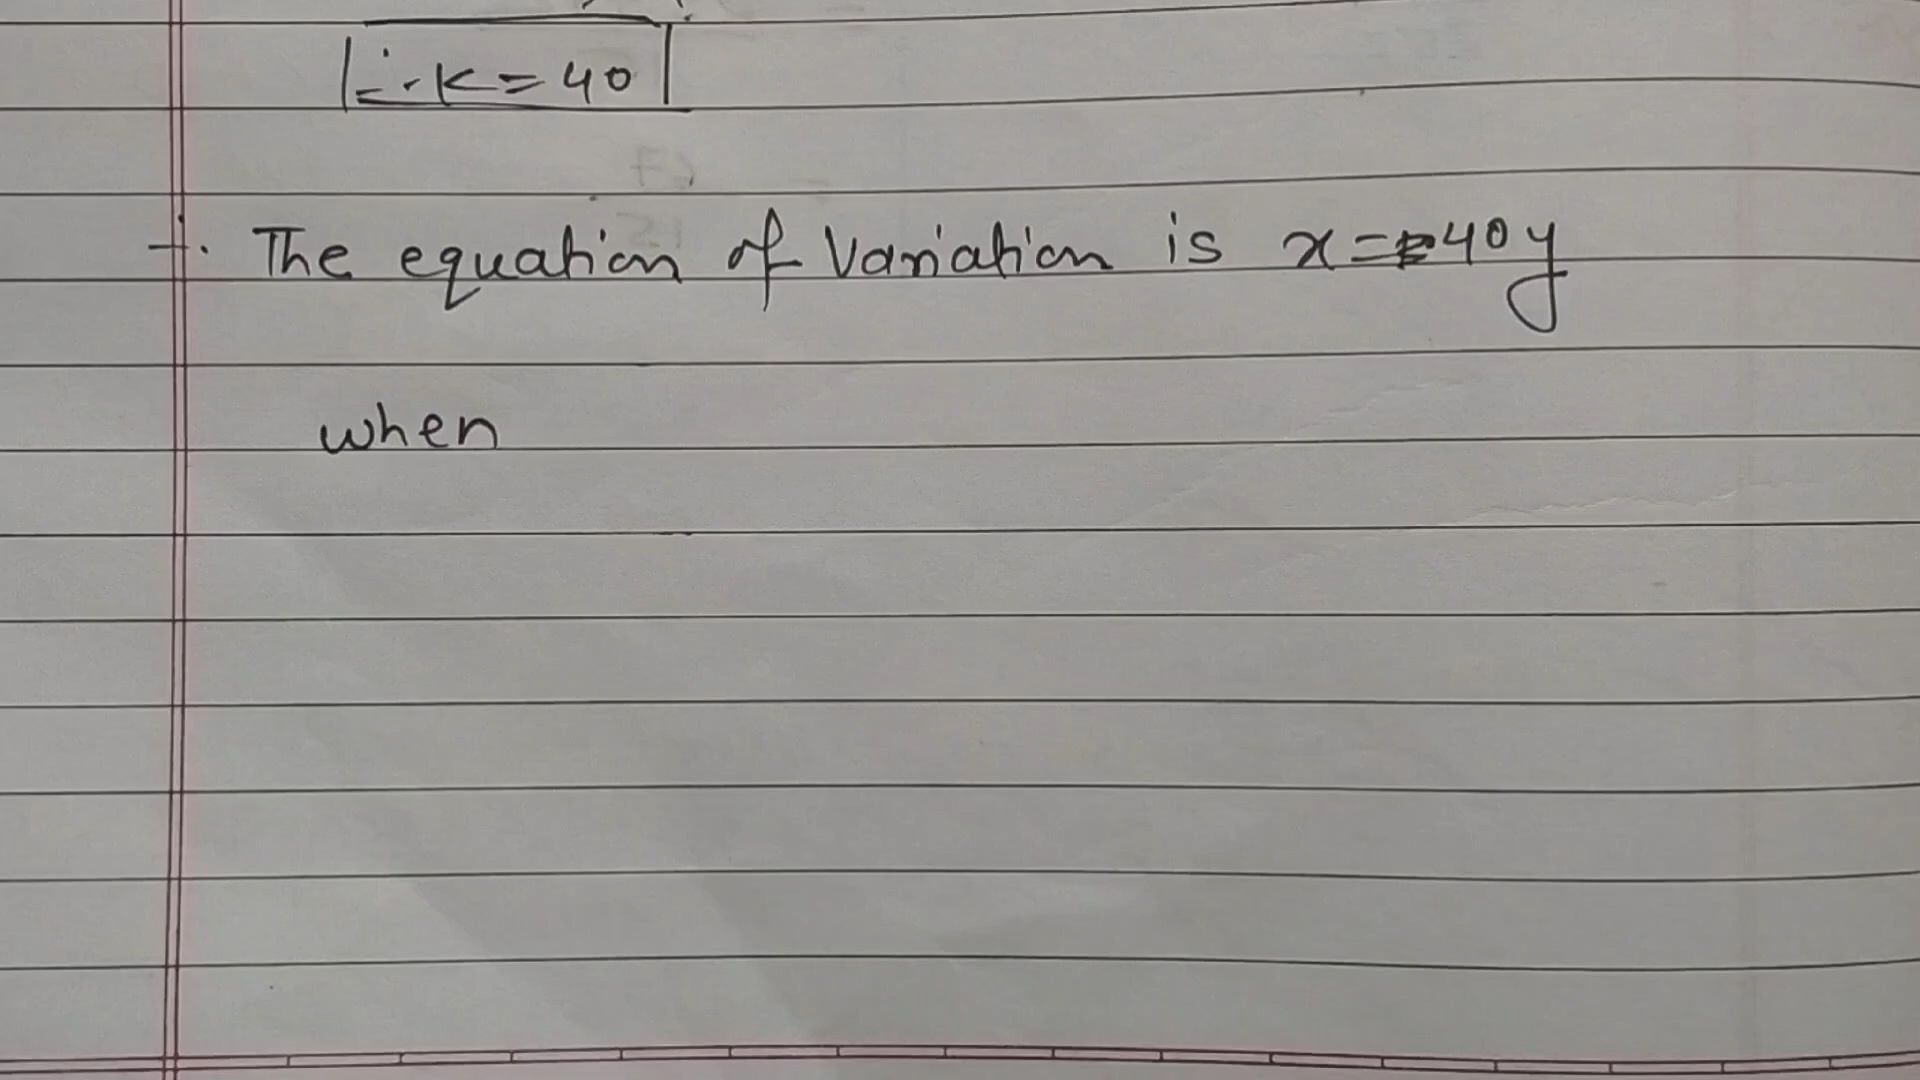 ∴ k = 40
∴ The equation of Variation is x = 40y
when